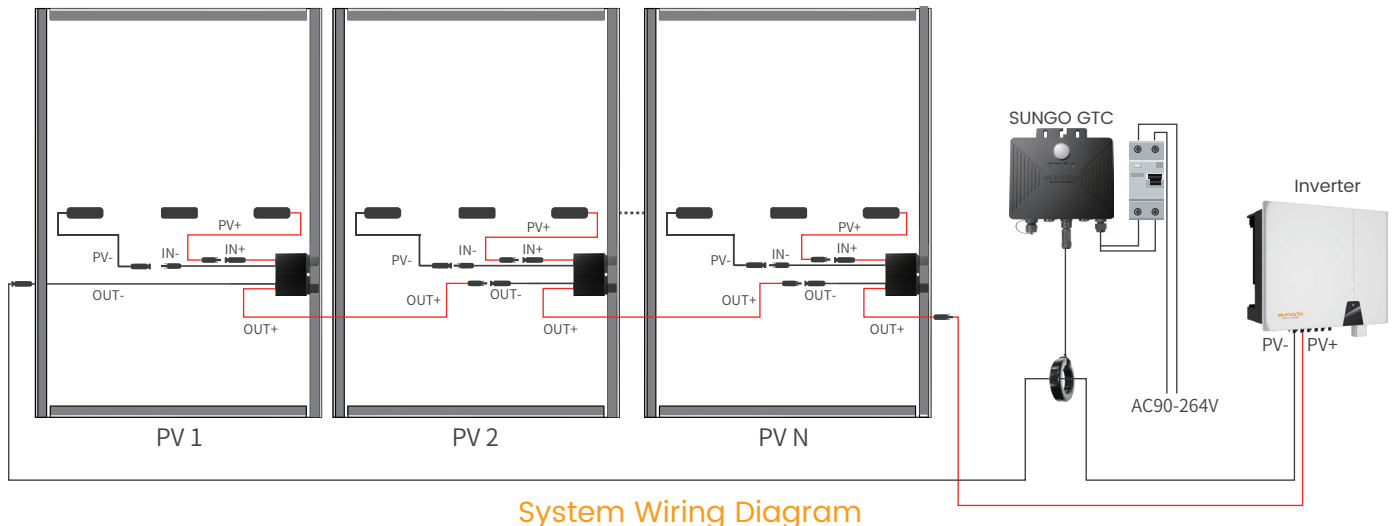 SUNGO GTC
Inverter
PV+
PV-
IN-
IN+
OUT-
OUT+
PV+
PV-
IN-
IN+
OUT+
OUT-
OUT+
PV+
PV-
IN-
IN+
OUT+
OUT-
OUT+
PV-
PV+
AC90-264V
PV 1
PV 2
PV N
System Wiring Diagram